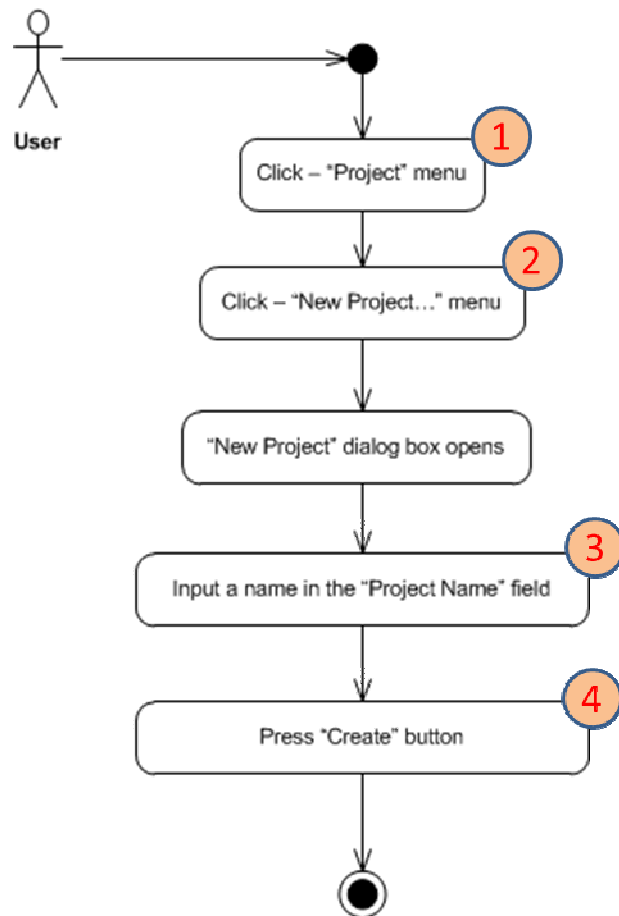 User
1
Click – “Project” menu
2
Click – “New Project…” menu
“New Project” dialog box opens
3
Input a name in the “Project Name” field
4
Press “Create” button